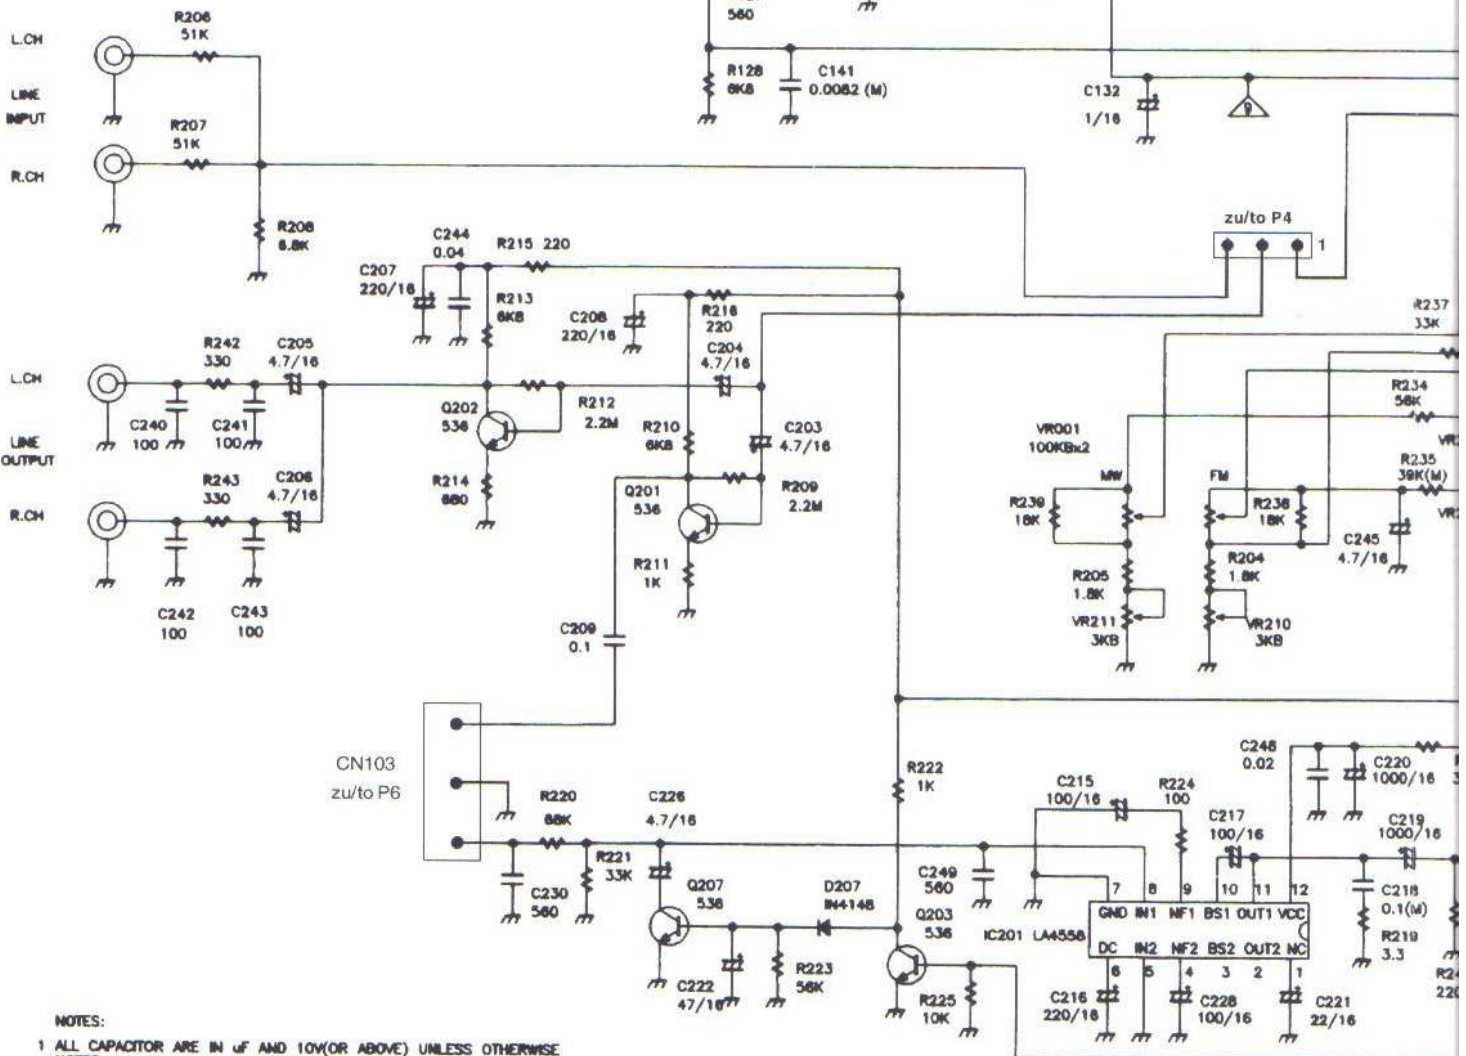 R206
51K
L.CH
LINE
INPUT
R207
51K
R.CH
R208
6.8K
560
R128
6K8
C141
0.0082 (M)
C132
1/16
9
zu/to P4
1
C244
0.04
R215 220
C207
220/16
R213
6K8
C208
220/16
R216
220
C204
4.7/16
R237
33K
L.CH
R242
330
C205
4.7/16
Q202
536
R212
2.2M
C240
100
C241
100
LINE
OUTPUT
R210
6K8
C203
4.7/16
VR001
100KBx2
R234
56K
MW
FM
R235
39K(M)
R243
330
C206
4.7/16
R214
680
Q201
536
R209
2.2M
R.CH
R239
18K
R238
18K
C245
4.7/16
R211
1K
R205
1.8K
R204
1.8K
VR211
3KB
VR210
3KB
C242
100
C243
100
C209
0.1
CN103
zu/to P6
R222
1K
C215
100/16
R224
100
C248
0.02
C220
1000/16
C217
100/16
C219
1000/16
R220
68K
C226
4.7/16
R221
33K
C230
560
Q207
536
D207
IN4148
C249
560
Q203
536
7 8 9 10 11 12
GND IN1 NF1 BS1 OUT1 VCC
IC201 LA4558
DC IN2 NF2 BS2 OUT2 NC
6 5 4 3 2 1
C218
0.1(M)
R219
3.3
C222
47/16
R223
56K
R225
10K
C216
220/16
C228
100/16
C221
22/16
NOTES:
1 ALL CAPACITOR ARE IN uF AND 10V(OR ABOVE) UNLESS OTHERWISE